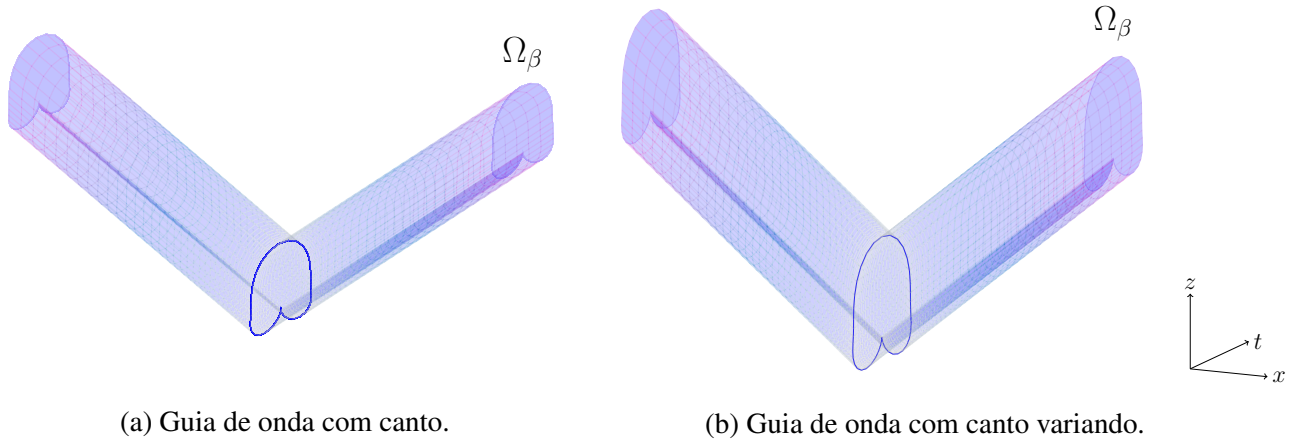 Ω_β
Ω_β
z
t
x
(a) Guia de onda com canto.
(b) Guia de onda com canto variando.